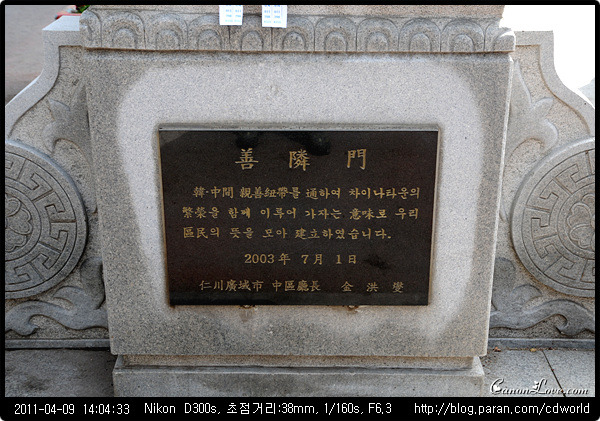 善隣門
韓·中間 親善紐帶를 通하여 차이나타운의
繁榮을 함께 이루어 가자는 意味로 우리
區民의 뜻을 모아 建立하였습니다.
2003年 7月 1日
仁川廣域市 中區廳長 金洪燮
CanonLove.com
2011-04-09 14:04:33 Nikon D300s, 초점거리:38mm, 1/160s, F6.3 http://blog.paran.com/cdworld